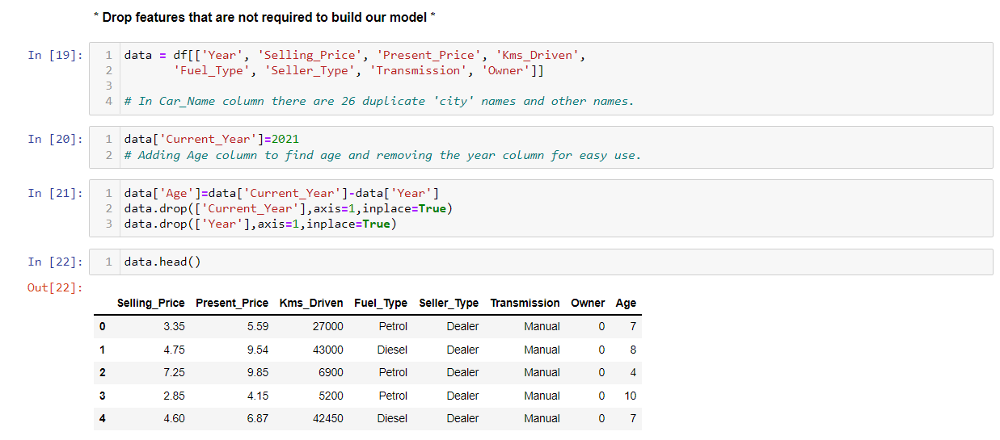 * Drop features that are not required to build our model *
In [19]: 1 data = df[['Year', 'Selling_Price', 'Present_Price', 'Kms_Driven',
2 'Fuel_Type', 'Seller_Type', 'Transmission', 'Owner']]
3
4 # In Car_Name column there are 26 duplicate 'city' names and other names.
In [20]: 1 data['Current_Year']=2021
2 # Adding Age column to find age and removing the year column for easy use.
In [21]: 1 data['Age']=data['Current_Year']-data['Year']
2 data.drop(['Current_Year'],axis=1,inplace=True)
3 data.drop(['Year'],axis=1,inplace=True)
In [22]: 1 data.head()
Out[22]:
Selling_Price Present_Price Kms_Driven Fuel_Type Seller_Type Transmission Owner Age
0 3.35 5.59 27000 Petrol Dealer Manual 0 7
1 4.75 9.54 43000 Diesel Dealer Manual 0 8
2 7.25 9.85 6900 Petrol Dealer Manual 0 4
3 2.85 4.15 5200 Petrol Dealer Manual 0 10
4 4.60 6.87 42450 Diesel Dealer Manual 0 7